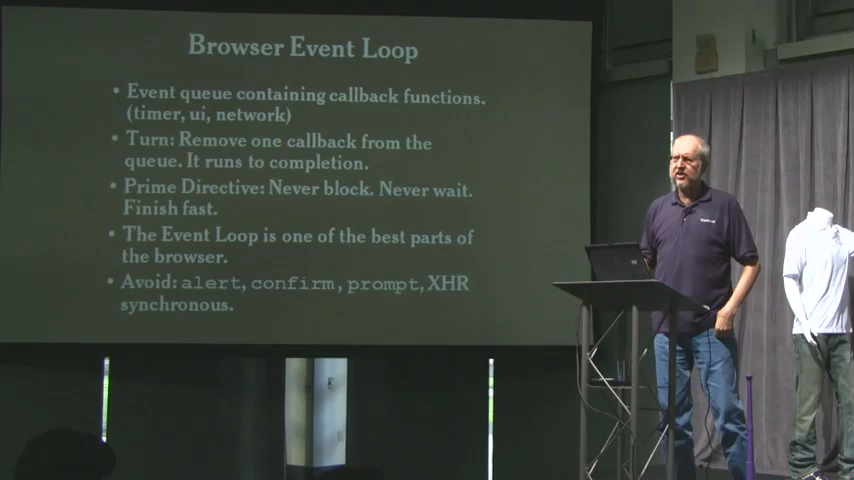 Browser Event Loop
• Event queue containing callback functions.
(timer, ui, network)
• Turn: Remove one callback from the
queue. It runs to completion.
• Prime Directive: Never block. Never wait.
Finish fast.
• The Event Loop is one of the best parts of
the browser.
• Avoid: alert, confirm, prompt, XHR
synchronous.